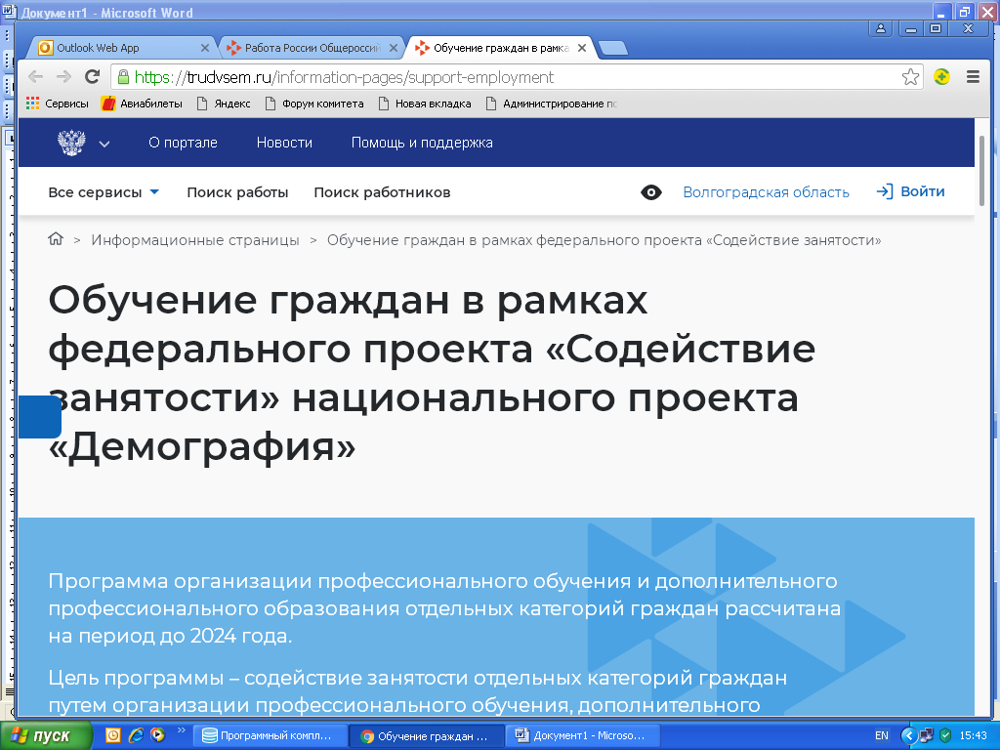 Документ1 - Microsoft Word
Outlook Web App
Работа России Общероссий
Обучение граждан в рамка
https://trudvsem.ru/information-pages/support-employment
Сервисы
Авиабилеты
Яндекс
Форум комитета
Новая вкладка
Администрирование по
О портале
Новости
Помощь и поддержка
Все сервисы
Поиск работы
Поиск работников
Волгоградская область
Войти
> Информационные страницы > Обучение граждан в рамках федерального проекта «Содействие занятости»
Обучение граждан в рамках
федерального проекта «Содействие
занятости» национального проекта
«Демография»
Программа организации профессионального обучения и дополнительного
профессионального образования отдельных категорий граждан рассчитана
на период до 2024 года.
Цель программы – содействие занятости отдельных категорий граждан
путем организации профессионального обучения, дополнительного
пуск
Программный компл...
Обучение граждан ...
Документ1 - Microso...
EN
15:43